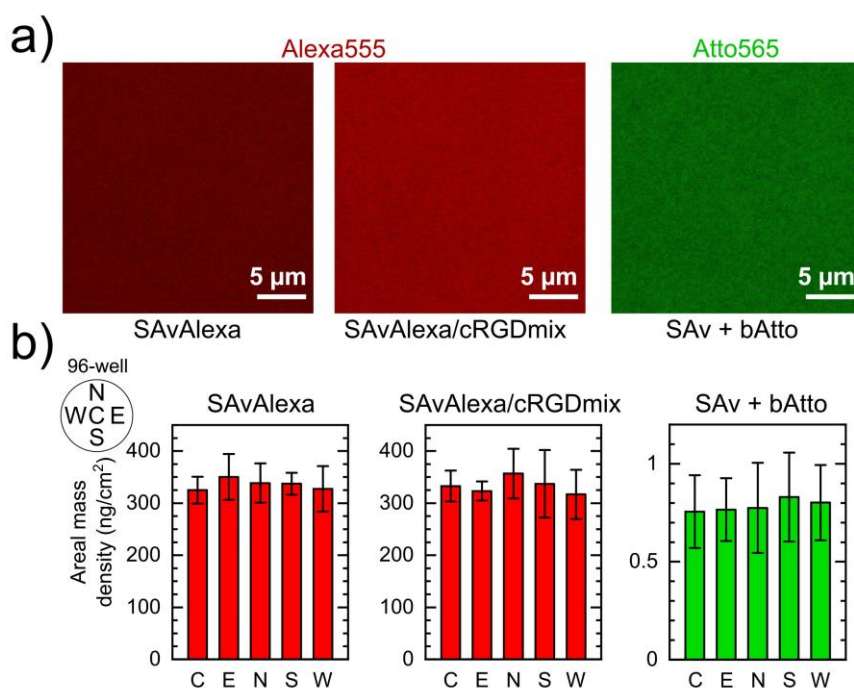 a)
Alexa555
Atto565
5 µm
5 µm
5 µm
SAvAlexa
SAvAlexa/cRGDmix
SAv + bAtto
b)
96-well
N
W C E
S
SAvAlexa
SAvAlexa/cRGDmix
SAv + bAtto
Areal mass
density (ng/cm²)
400
300
200
100
0
C E N S W
400
300
200
100
0
C E N S W
1
0.5
0
C E N S W